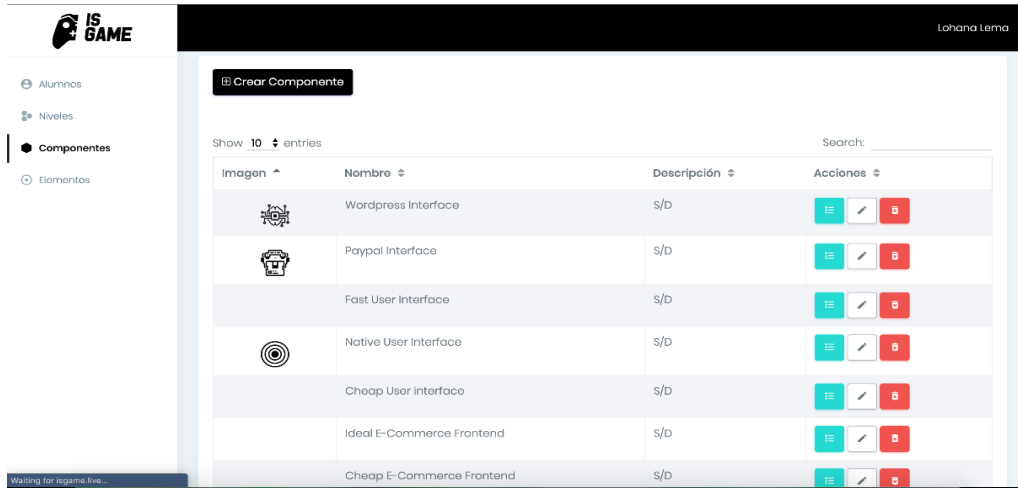 IS
GAME
Lohana Lema
Alumnos
Niveles
Componentes
Elementos
Crear Componente
Show 10 entries
Search:
Imagen Nombre Descripción Acciones
Wordpress Interface S/D
Paypal Interface S/D
Fast User Interface S/D
Native User Interface S/D
Cheap User interface S/D
Ideal E-Commerce Frontend S/D
Cheap E-Commerce Frontend S/D
Waiting for isgame.live...